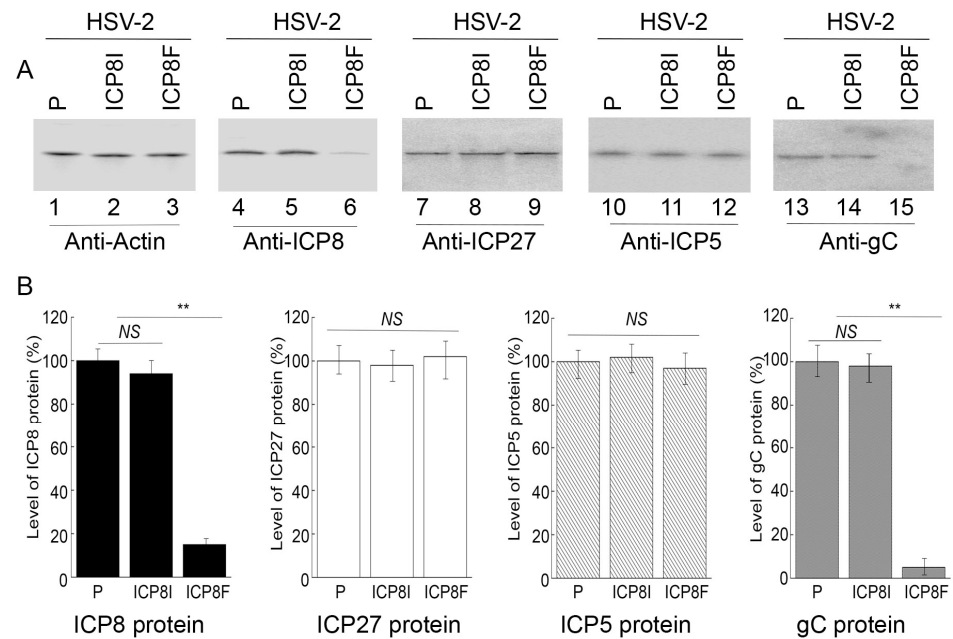 HSV-2 HSV-2 HSV-2 HSV-2 HSV-2
A
P ICP8I ICP8F P ICP8I ICP8F P ICP8I ICP8F P ICP8I ICP8F P ICP8I ICP8F
1 2 3 4 5 6 7 8 9 10 11 12 13 14 15
Anti-Actin Anti-ICP8 Anti-ICP27 Anti-ICP5 Anti-gC
B
Level of ICP8 protein (%)
120
100
80
60
40
20
0
NS
**
P ICP8I ICP8F
ICP8 protein
Level of ICP27 protein (%)
120
100
80
60
40
20
0
NS
P ICP8I ICP8F
ICP27 protein
Level of ICP5 protein (%)
120
100
80
60
40
20
0
NS
P ICP8I ICP8F
ICP5 protein
Level of gC protein (%)
120
100
80
60
40
20
0
NS
**
P ICP8I ICP8F
gC protein